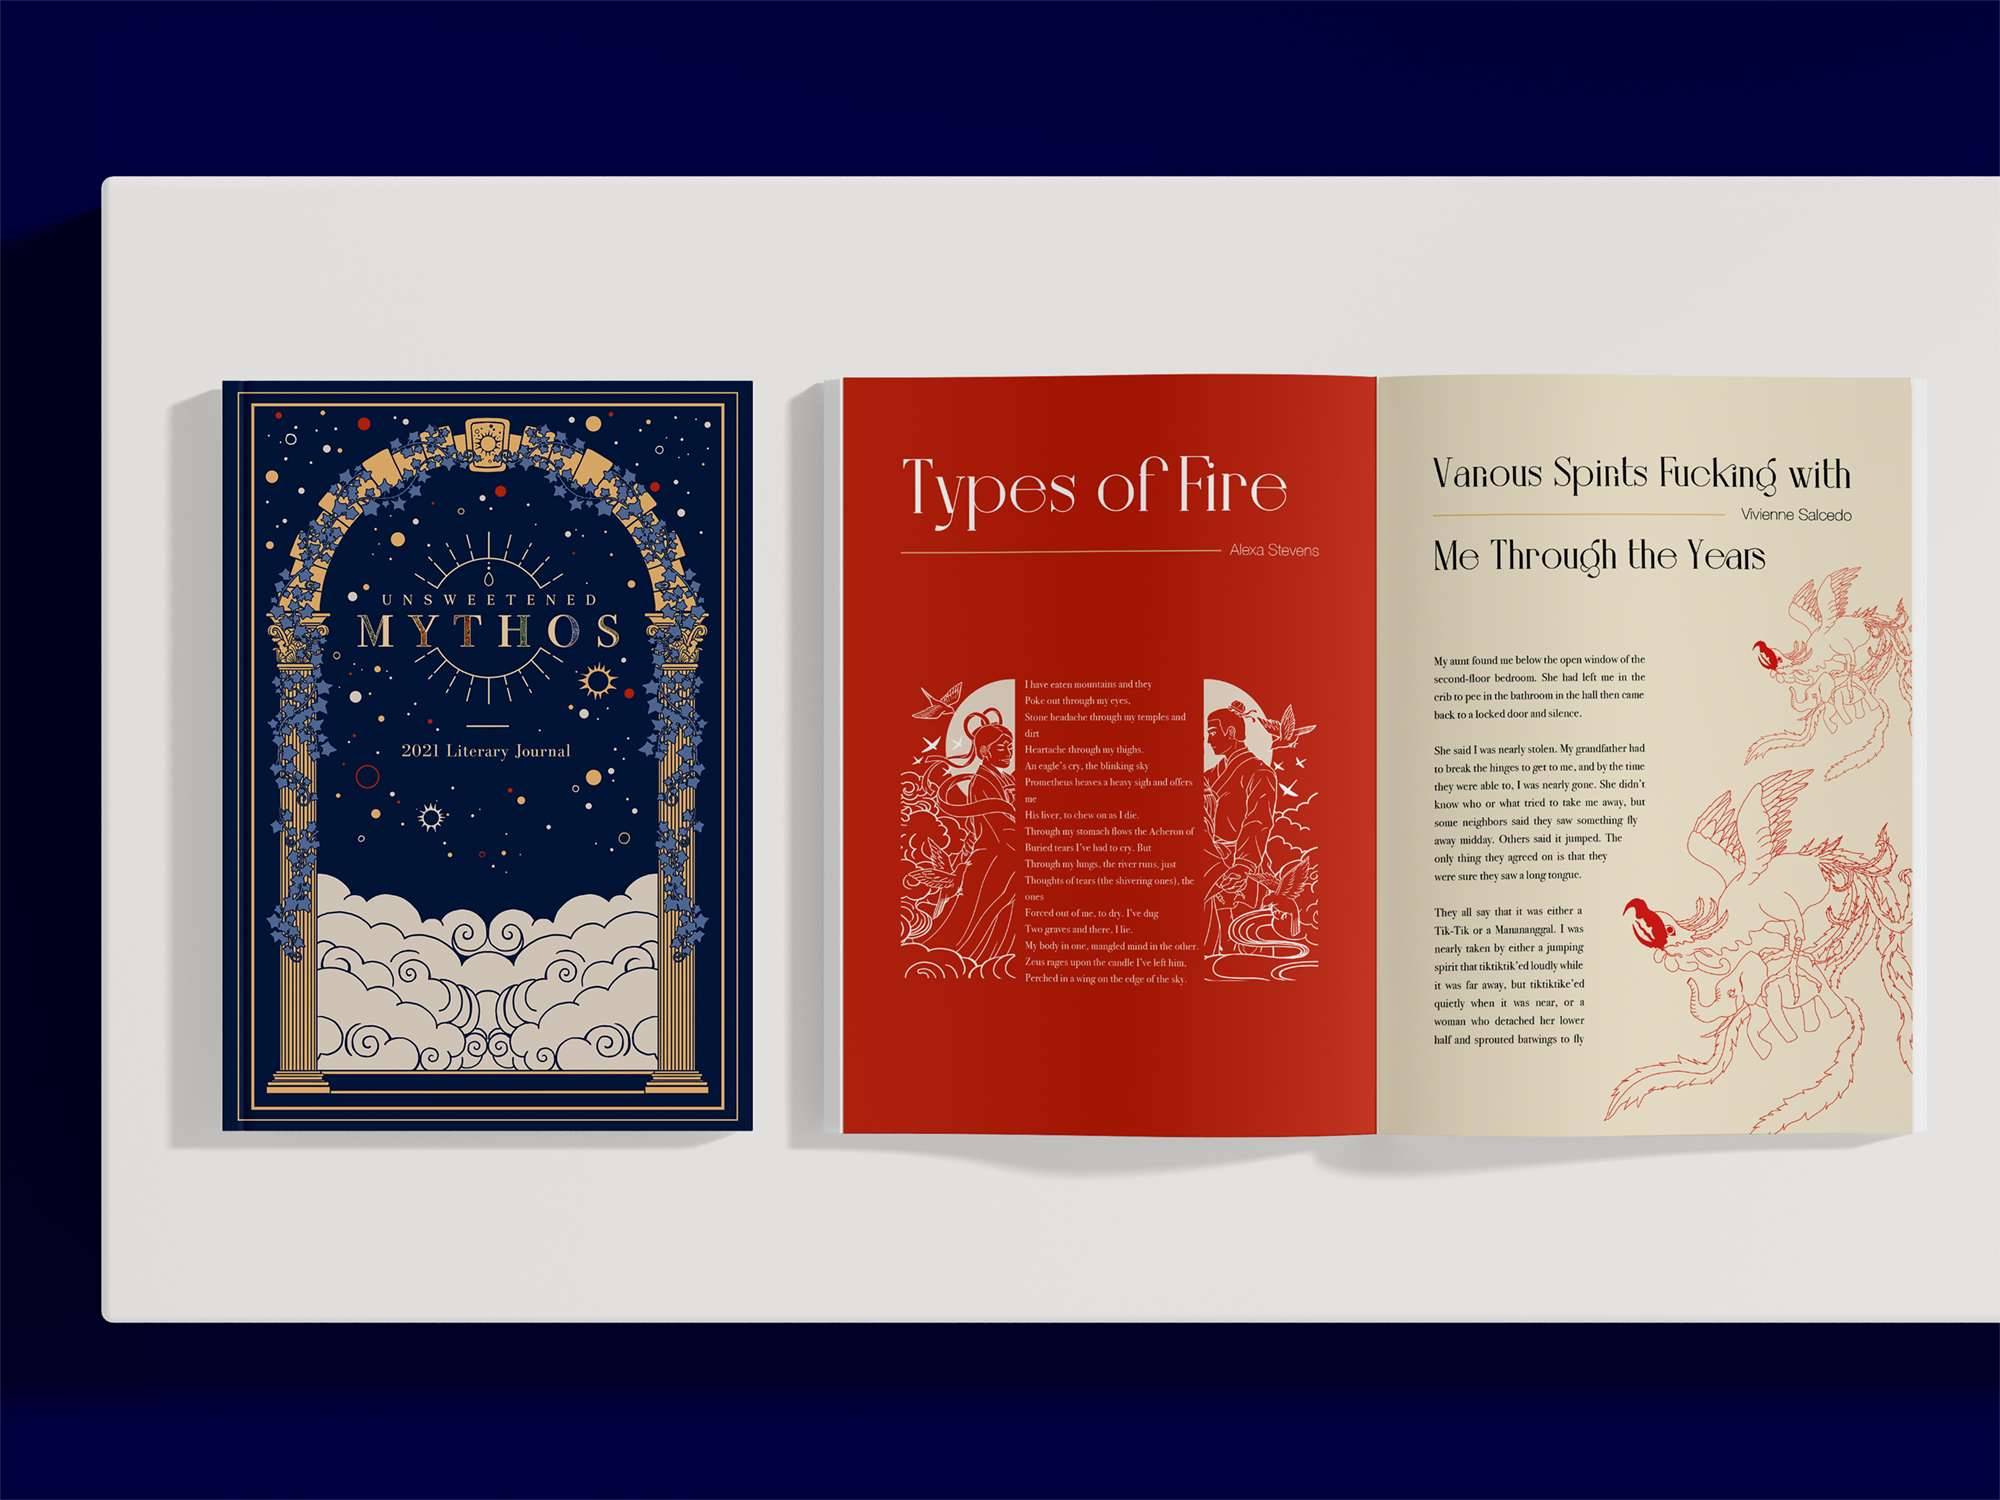 UNSWEETENED
MYTHOS
2021 Literary Journal
Types of Fire
Alexa Stevens
I have eaten mountains and they
Poke out through my eyes,
Stone headache through my temples and
dirt
Heartache through my thighs.
An eagle's cry, the blinking sky
Prometheus heaves a heavy sigh and offers
me
His liver, to chew on as I die.
Through my stomach flows the Acheron of
Buried tears I've had to cry. But
Through my lungs, the river runs, just
Thoughts of tears (the shivering ones), the
ones
Forced out of me, to dry. I've dug
Two graves and there, I lie.
My body in one, mangled mind in the other.
Zeus rages upon the candle I've left him,
Perched in a wing on the edge of the sky.
Various Spirits Fucking with
Vivienne Salcedo
Me Through the Years
My aunt found me below the open window of the
second-floor bedroom. She had left me in the
crib to pee in the bathroom in the hall then came
back to a locked door and silence.
She said I was nearly stolen. My grandfather had
to break the hinges to get to me, and by the time
they were able to, I was nearly gone. She didn't
know who or what tried to take me away, but
some neighbors said they saw something fly
away midday. Others said it jumped. The
only thing they agreed on is that they
were sure they saw a long tongue.
They all say that it was either a
Tik-Tik or a Manananggal. I was
nearly taken by either a jumping
spirit that tiktiktik'ed loudly while
it was far away, but tiktiktike'ed
quietly when it was near, or a
woman who detached her lower
half and sprouted batwings to fly